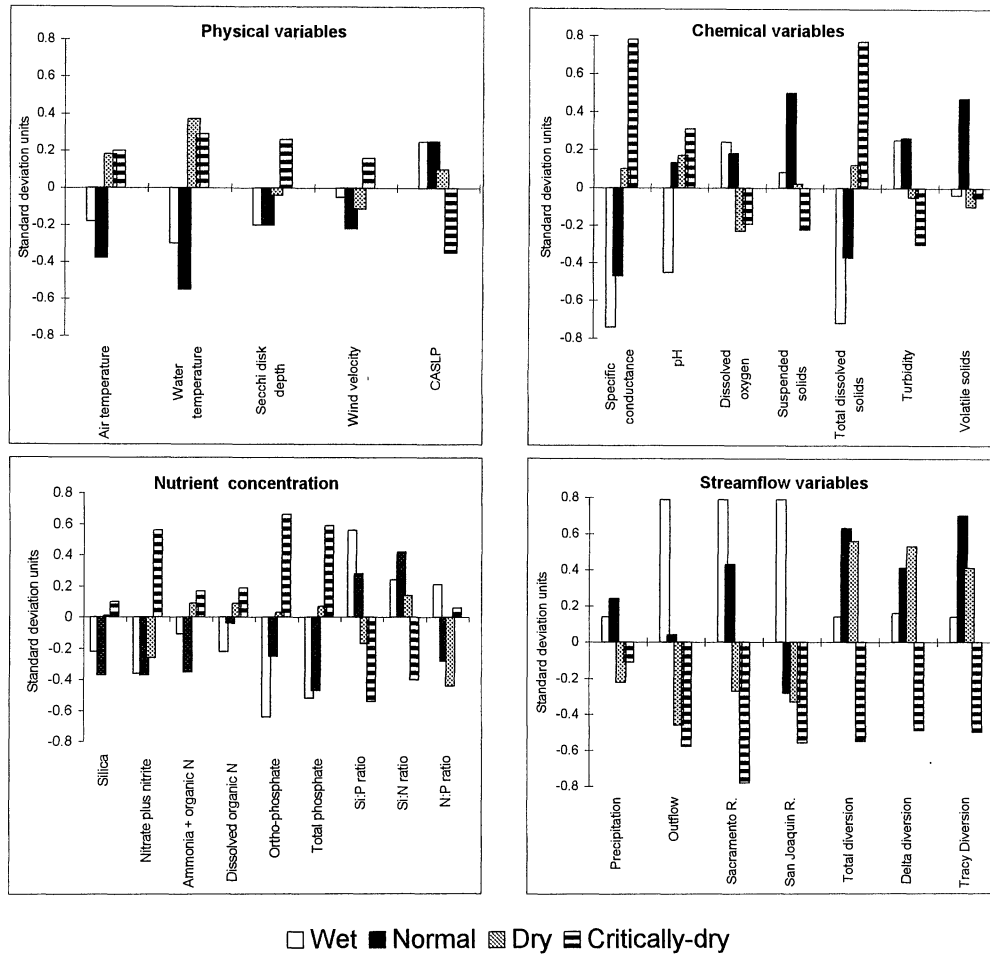 Physical variables
Standard deviation units
0.8
0.6
0.4
0.2
0
-0.2
-0.4
-0.6
-0.8
Air temperature
Water
temperature
Secchi disk
depth
Wind velocity
CASLP
Chemical variables
Standard deviation units
0.8
0.6
0.4
0.2
0
-0.2
-0.4
-0.6
-0.8
Specific
conductance
pH
Dissolved
oxygen
Suspended
solids
Total dissolved
solids
Turbidity
Volatile solids
Nutrient concentration
Standard deviation units
0.8
0.6
0.4
0.2
0
-0.2
-0.4
-0.6
-0.8
Silica
Nitrate plus nitrite
Ammonia + organic N
Dissolved organic N
Ortho-phosphate
Total phosphate
Si:P ratio
Si:N ratio
N:P ratio
Streamflow variables
Standard deviation units
0.8
0.6
0.4
0.2
0
-0.2
-0.4
-0.6
-0.8
Precipitation
Outflow
Sacramento R.
San Joaquin R.
Total diversion
Delta diversion
Tracy Diversion
Wet Normal Dry Critically-dry